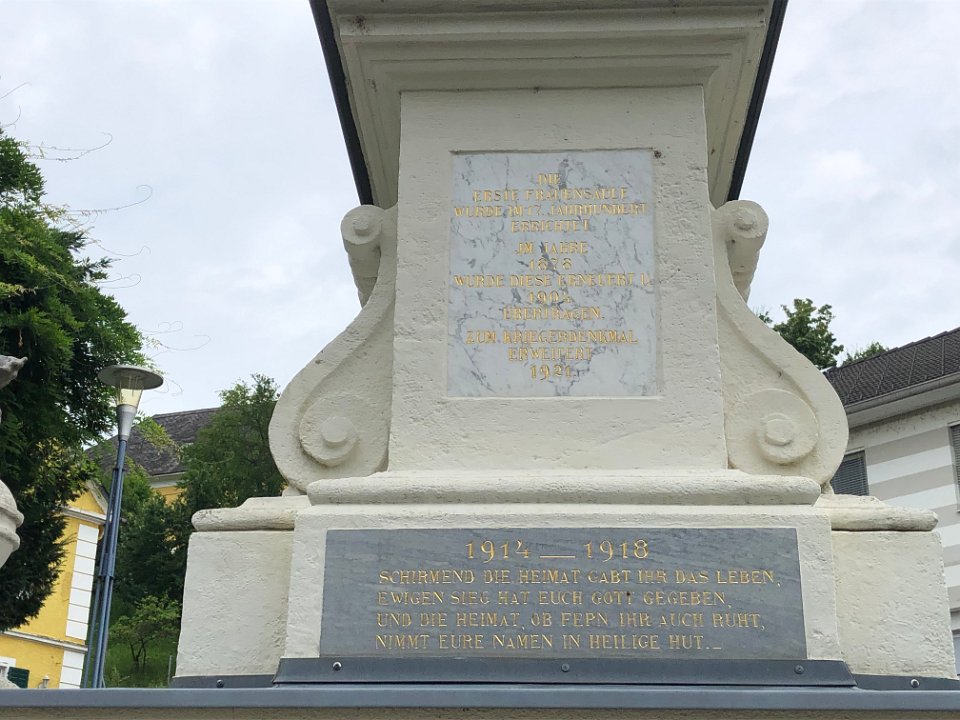 DIE
ERSTE FRAUENSÄULE
WURDE IM 17. JAHRHUNDERT
ERRICHTET
IM JAHRE
1878
WURDE DIESE ERNEUERT U.
1904
UBERTRAGEN.
ZUM KRIEGERDENKMAL
ERWEITERT
1921.
1914 — 1918
SCHIRMEND DIE HEIMAT GABT IHR DAS LEBEN,
EWIGEN SIEG HAT EUCH GOTT GEGEBEN,
UND DIE HEIMAT, OB FERN IHR AUCH RUHT,
NIMMT EURE NAMEN IN HEILIGE HUT._